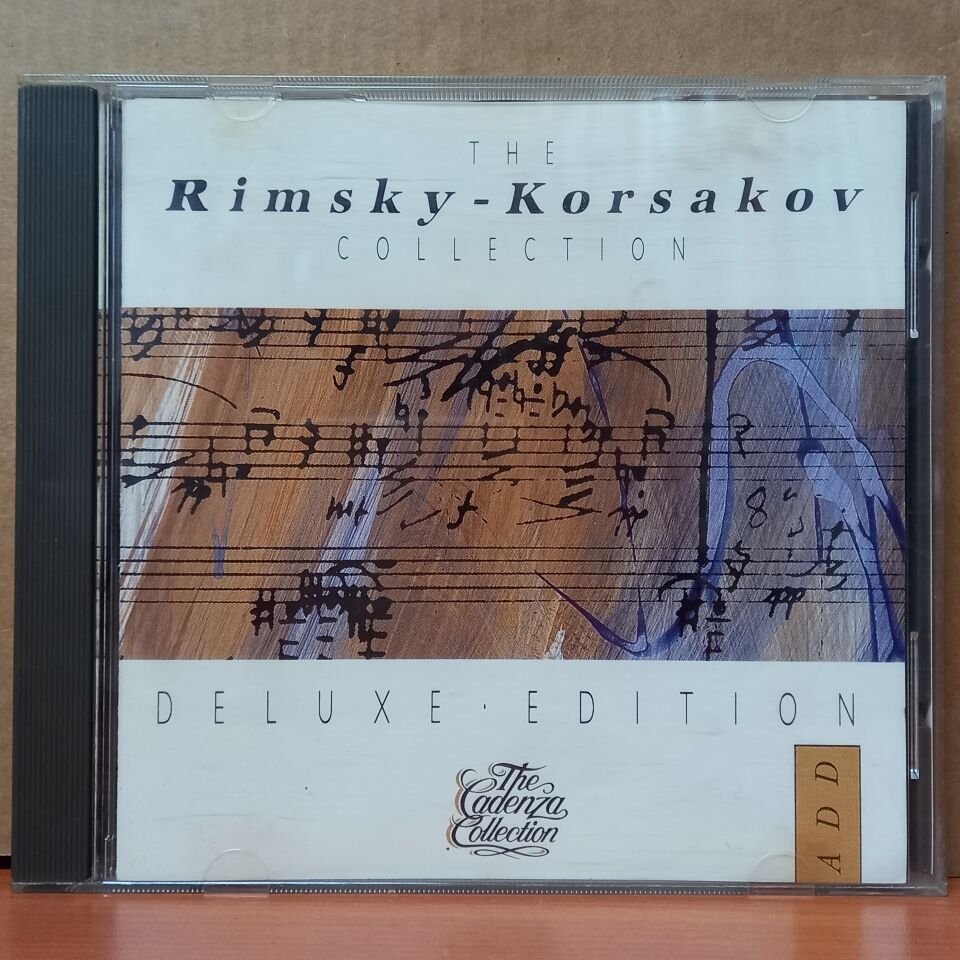 THE
Rimsky-Korsakov
COLLECTION
DELUXE · EDITION
The
Cadenza
Collection
ADD